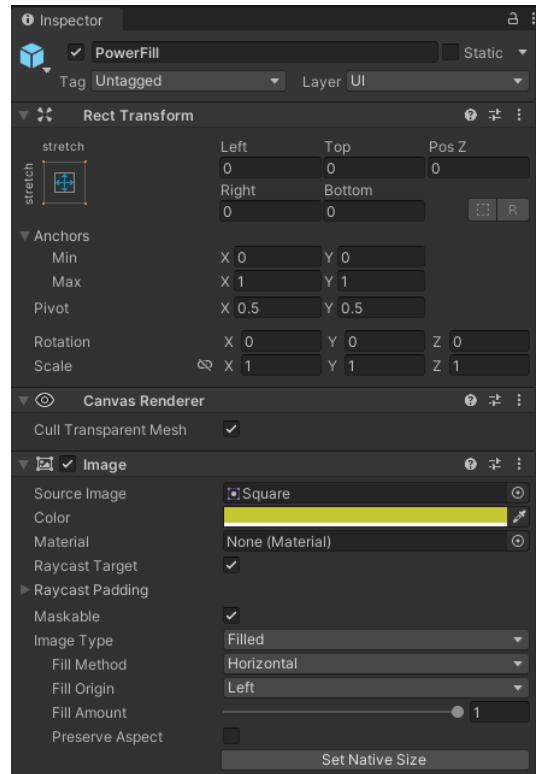 Inspector
PowerFill Static
Tag Untagged Layer UI
Rect Transform
stretch Left Top Pos Z
stretch
0 0 0
Right Bottom
0 0 R
Anchors
Min X 0 Y 0
Max X 1 Y 1
Pivot X 0.5 Y 0.5
Rotation X 0 Y 0 Z 0
Scale X 1 Y 1 Z 1
Canvas Renderer
Cull Transparent Mesh
Image
Source Image Square
Color
Material None (Material)
Raycast Target
Raycast Padding
Maskable
Image Type Filled
Fill Method Horizontal
Fill Origin Left
Fill Amount 1
Preserve Aspect
Set Native Size